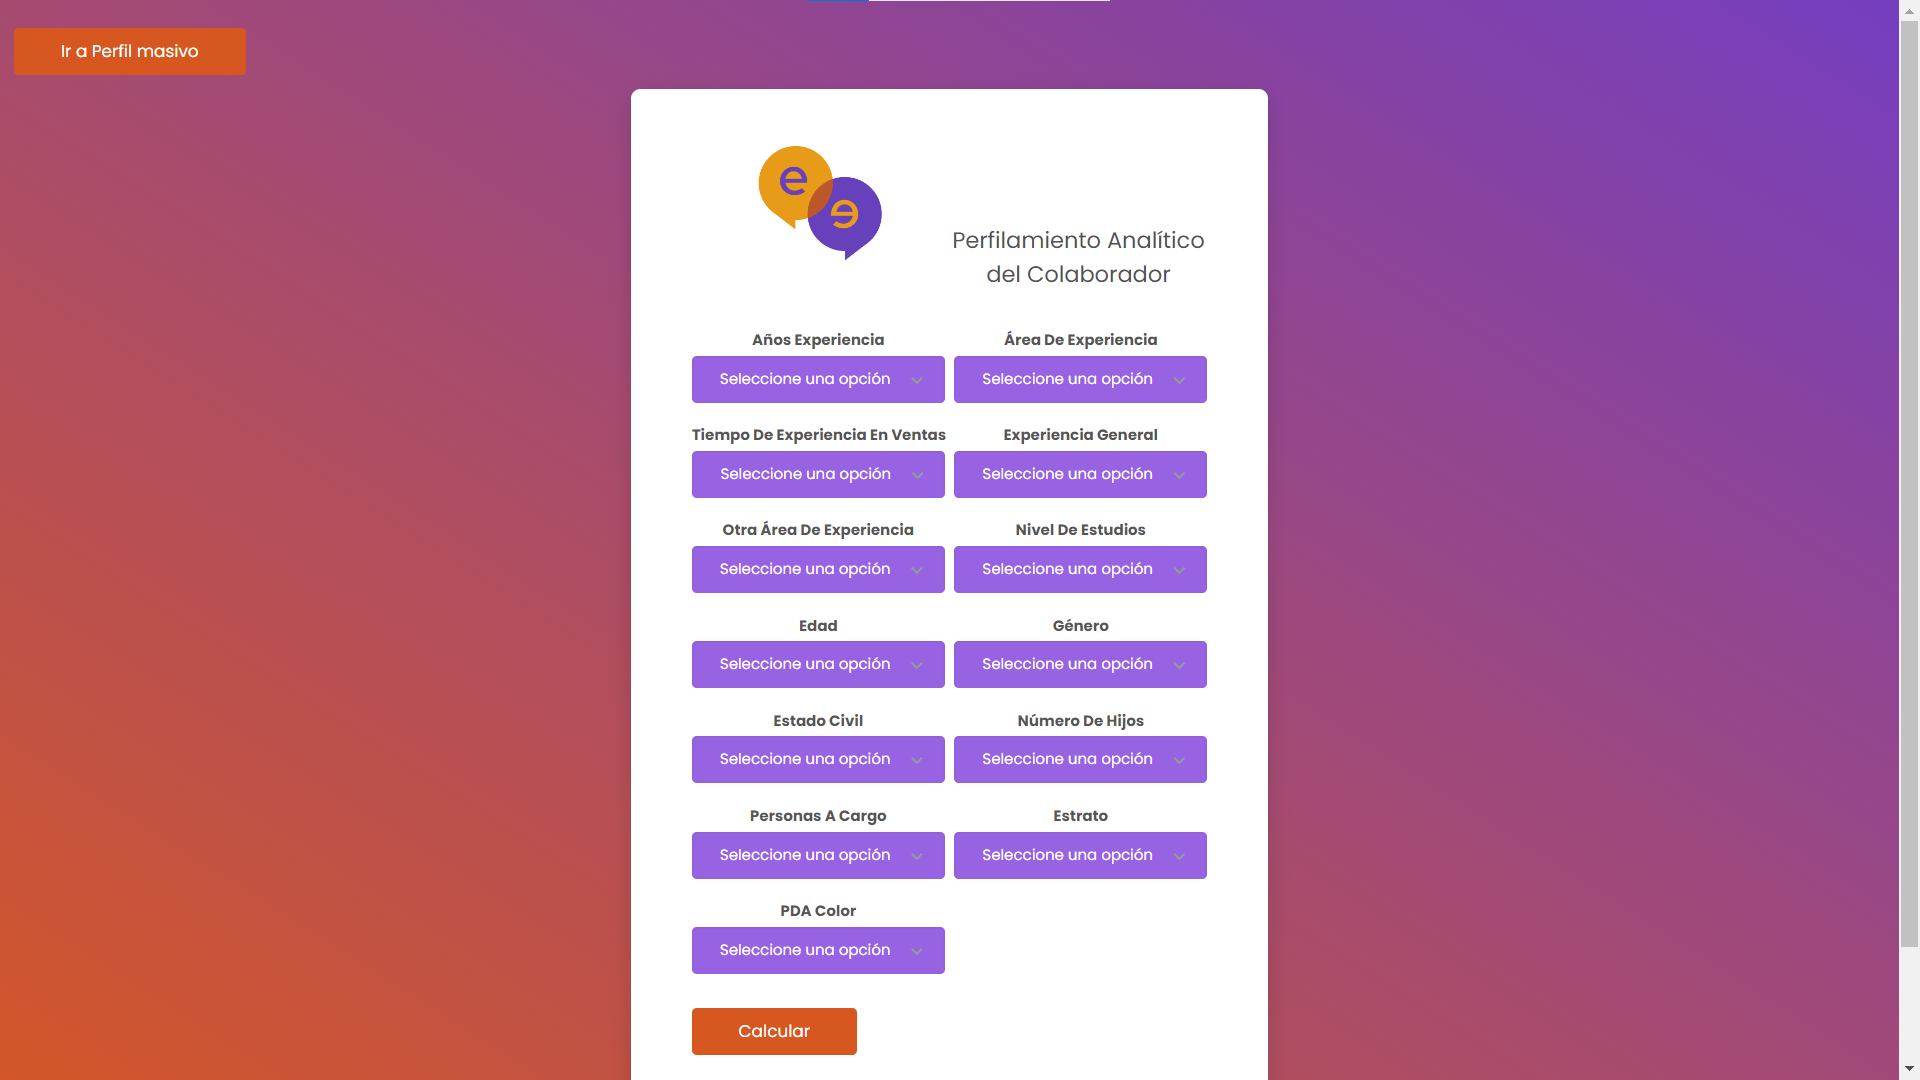 Ir a Perfil masivo
e
e
Perfilamiento Analítico
del Colaborador
Años Experiencia
Área De Experiencia
Seleccione una opción
Seleccione una opción
Tiempo De Experiencia En Ventas
Experiencia General
Seleccione una opción
Seleccione una opción
Otra Área De Experiencia
Nivel De Estudios
Seleccione una opción
Seleccione una opción
Edad
Género
Seleccione una opción
Seleccione una opción
Estado Civil
Número De Hijos
Seleccione una opción
Seleccione una opción
Personas A Cargo
Estrato
Seleccione una opción
Seleccione una opción
PDA Color
Seleccione una opción
Calcular